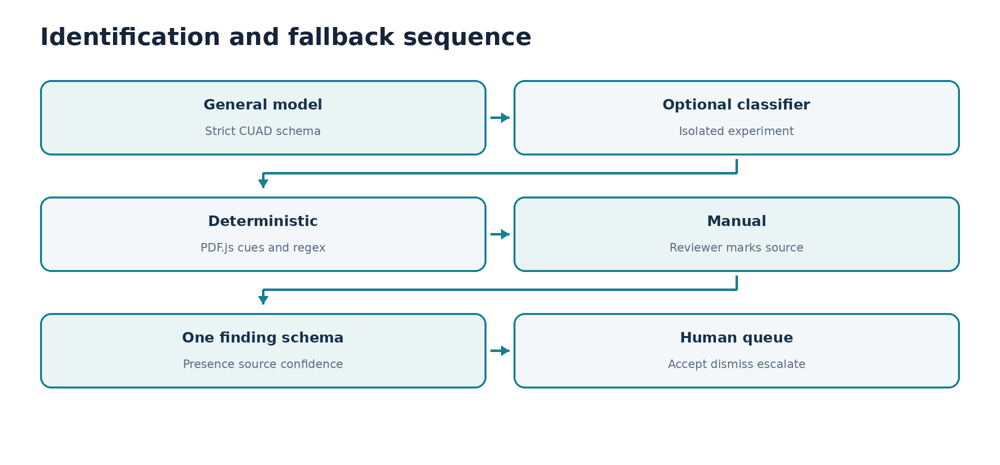 Identification and fallback sequence
General model
Strict CUAD schema
Optional classifier
Isolated experiment
Deterministic
PDF.js cues and regex
Manual
Reviewer marks source
One finding schema
Presence source confidence
Human queue
Accept dismiss escalate